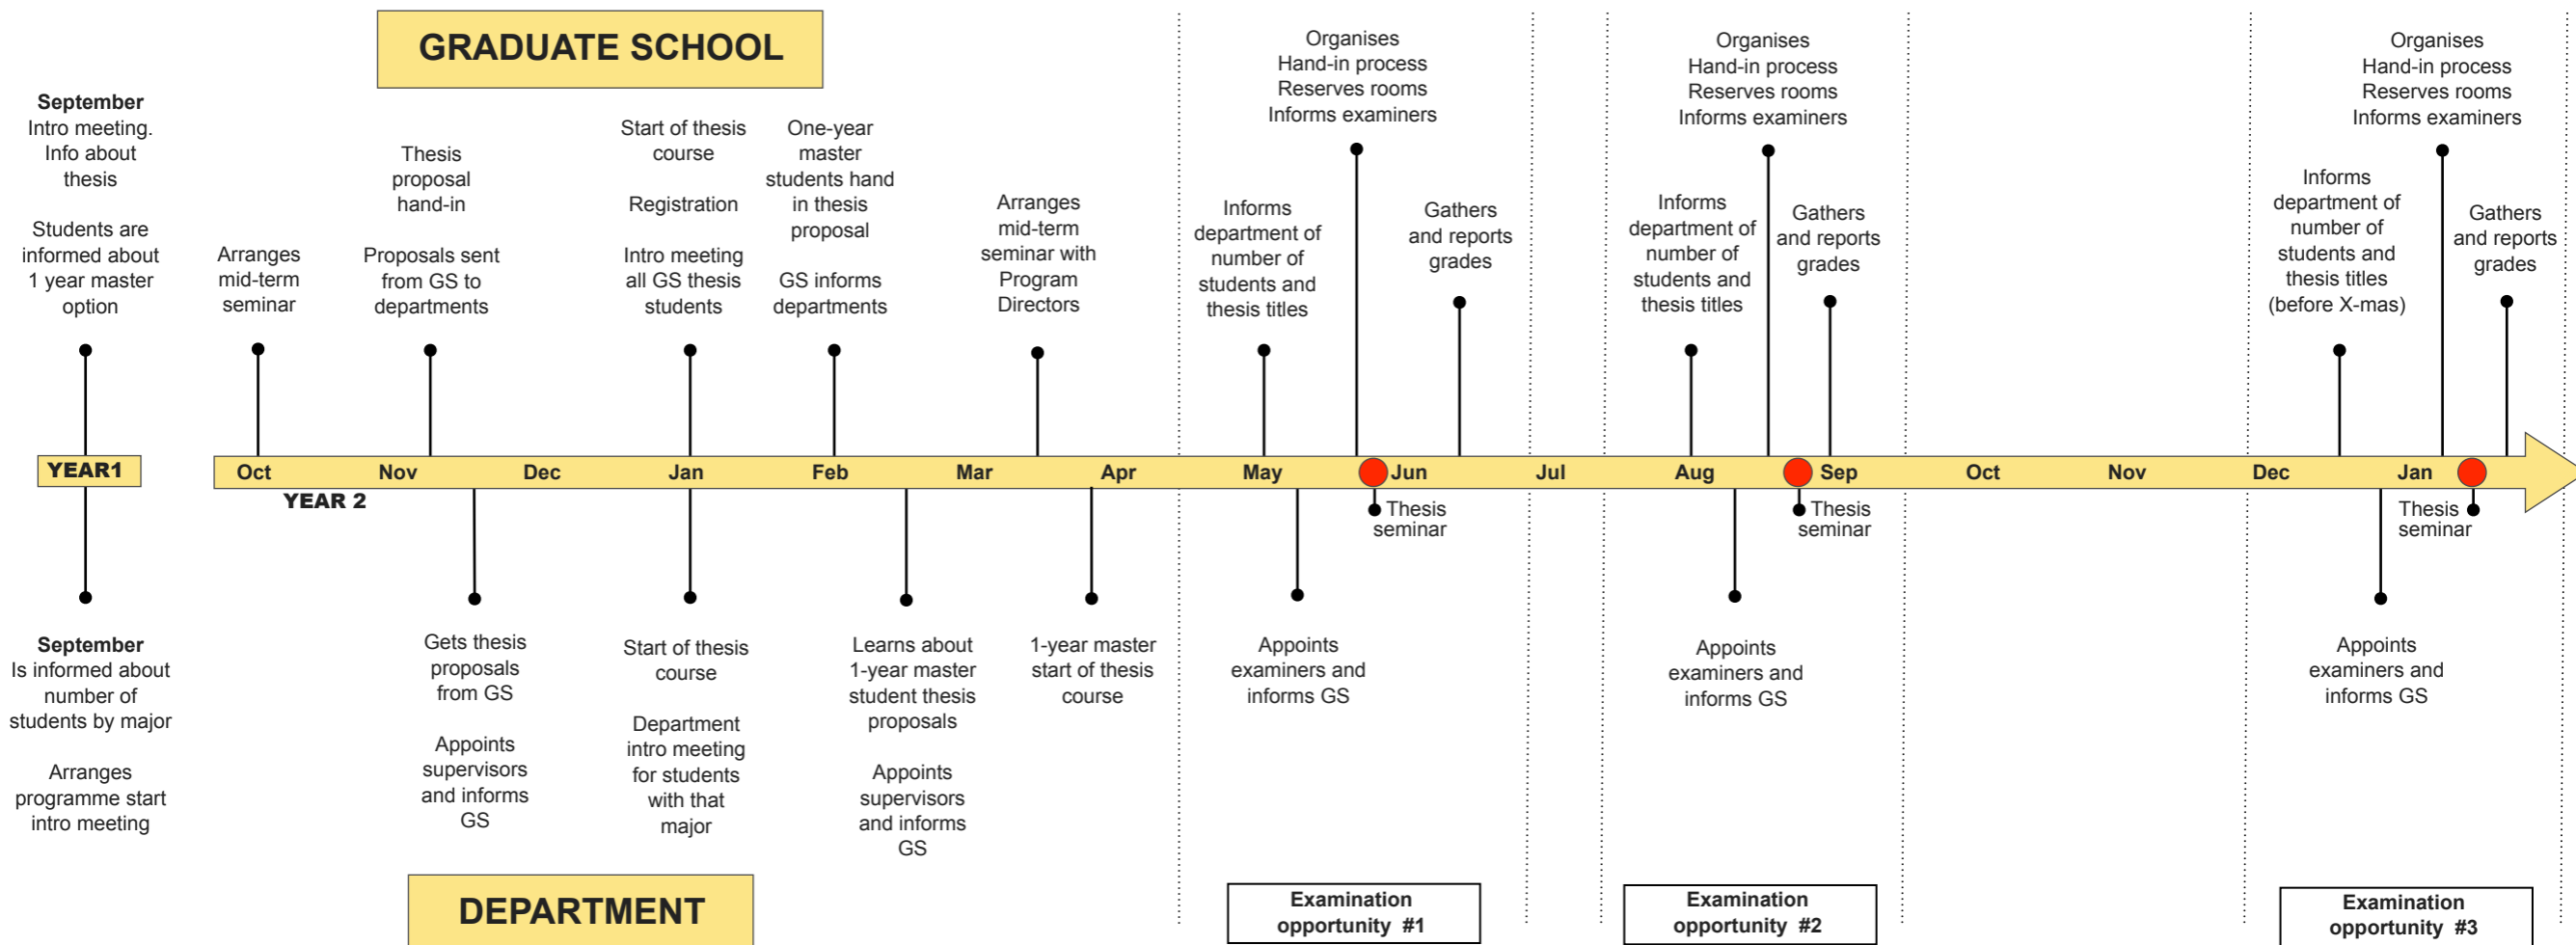 GRADUATE SCHOOL
September
Intro meeting.
Info about
thesis
Students are
informed about
1 year master
option
Arranges
mid-term
seminar
Thesis
proposal
hand-in
Proposals sent
from GS to
departments
Start of thesis
course
Registration
Intro meeting
all GS thesis
students
One-year
master
students hand
in thesis
proposal
GS informs
departments
Arranges
mid-term
seminar with
Program
Directors
Informs
department of
number of
students and
thesis titles
Organises
Hand-in process
Reserves rooms
Informs examiners
Gathers
and reports
grades
Informs
department of
number of
students and
thesis titles
Organises
Hand-in process
Reserves rooms
Informs examiners
Gathers
and reports
grades
Informs
department of
number of
students and
thesis titles
(before X-mas)
Organises
Hand-in process
Reserves rooms
Informs examiners
Gathers
and reports
grades
YEAR1
Oct Nov Dec Jan Feb Mar Apr May Jun Jul Aug Sep Oct Nov Dec Jan
YEAR 2
Thesis
seminar
Thesis
seminar
Thesis
seminar
September
Is informed about
number of
students by major
Arranges
programme start
intro meeting
Gets thesis
proposals
from GS
Appoints
supervisors
and informs
GS
Start of thesis
course
Department
intro meeting
for students
with that
major
Learns about
1-year master
student thesis
proposals
Appoints
supervisors
and informs
GS
1-year master
start of thesis
course
Appoints
examiners and
informs GS
Appoints
examiners and
informs GS
Appoints
examiners and
informs GS
DEPARTMENT
Examination
opportunity #1
Examination
opportunity #2
Examination
opportunity #3